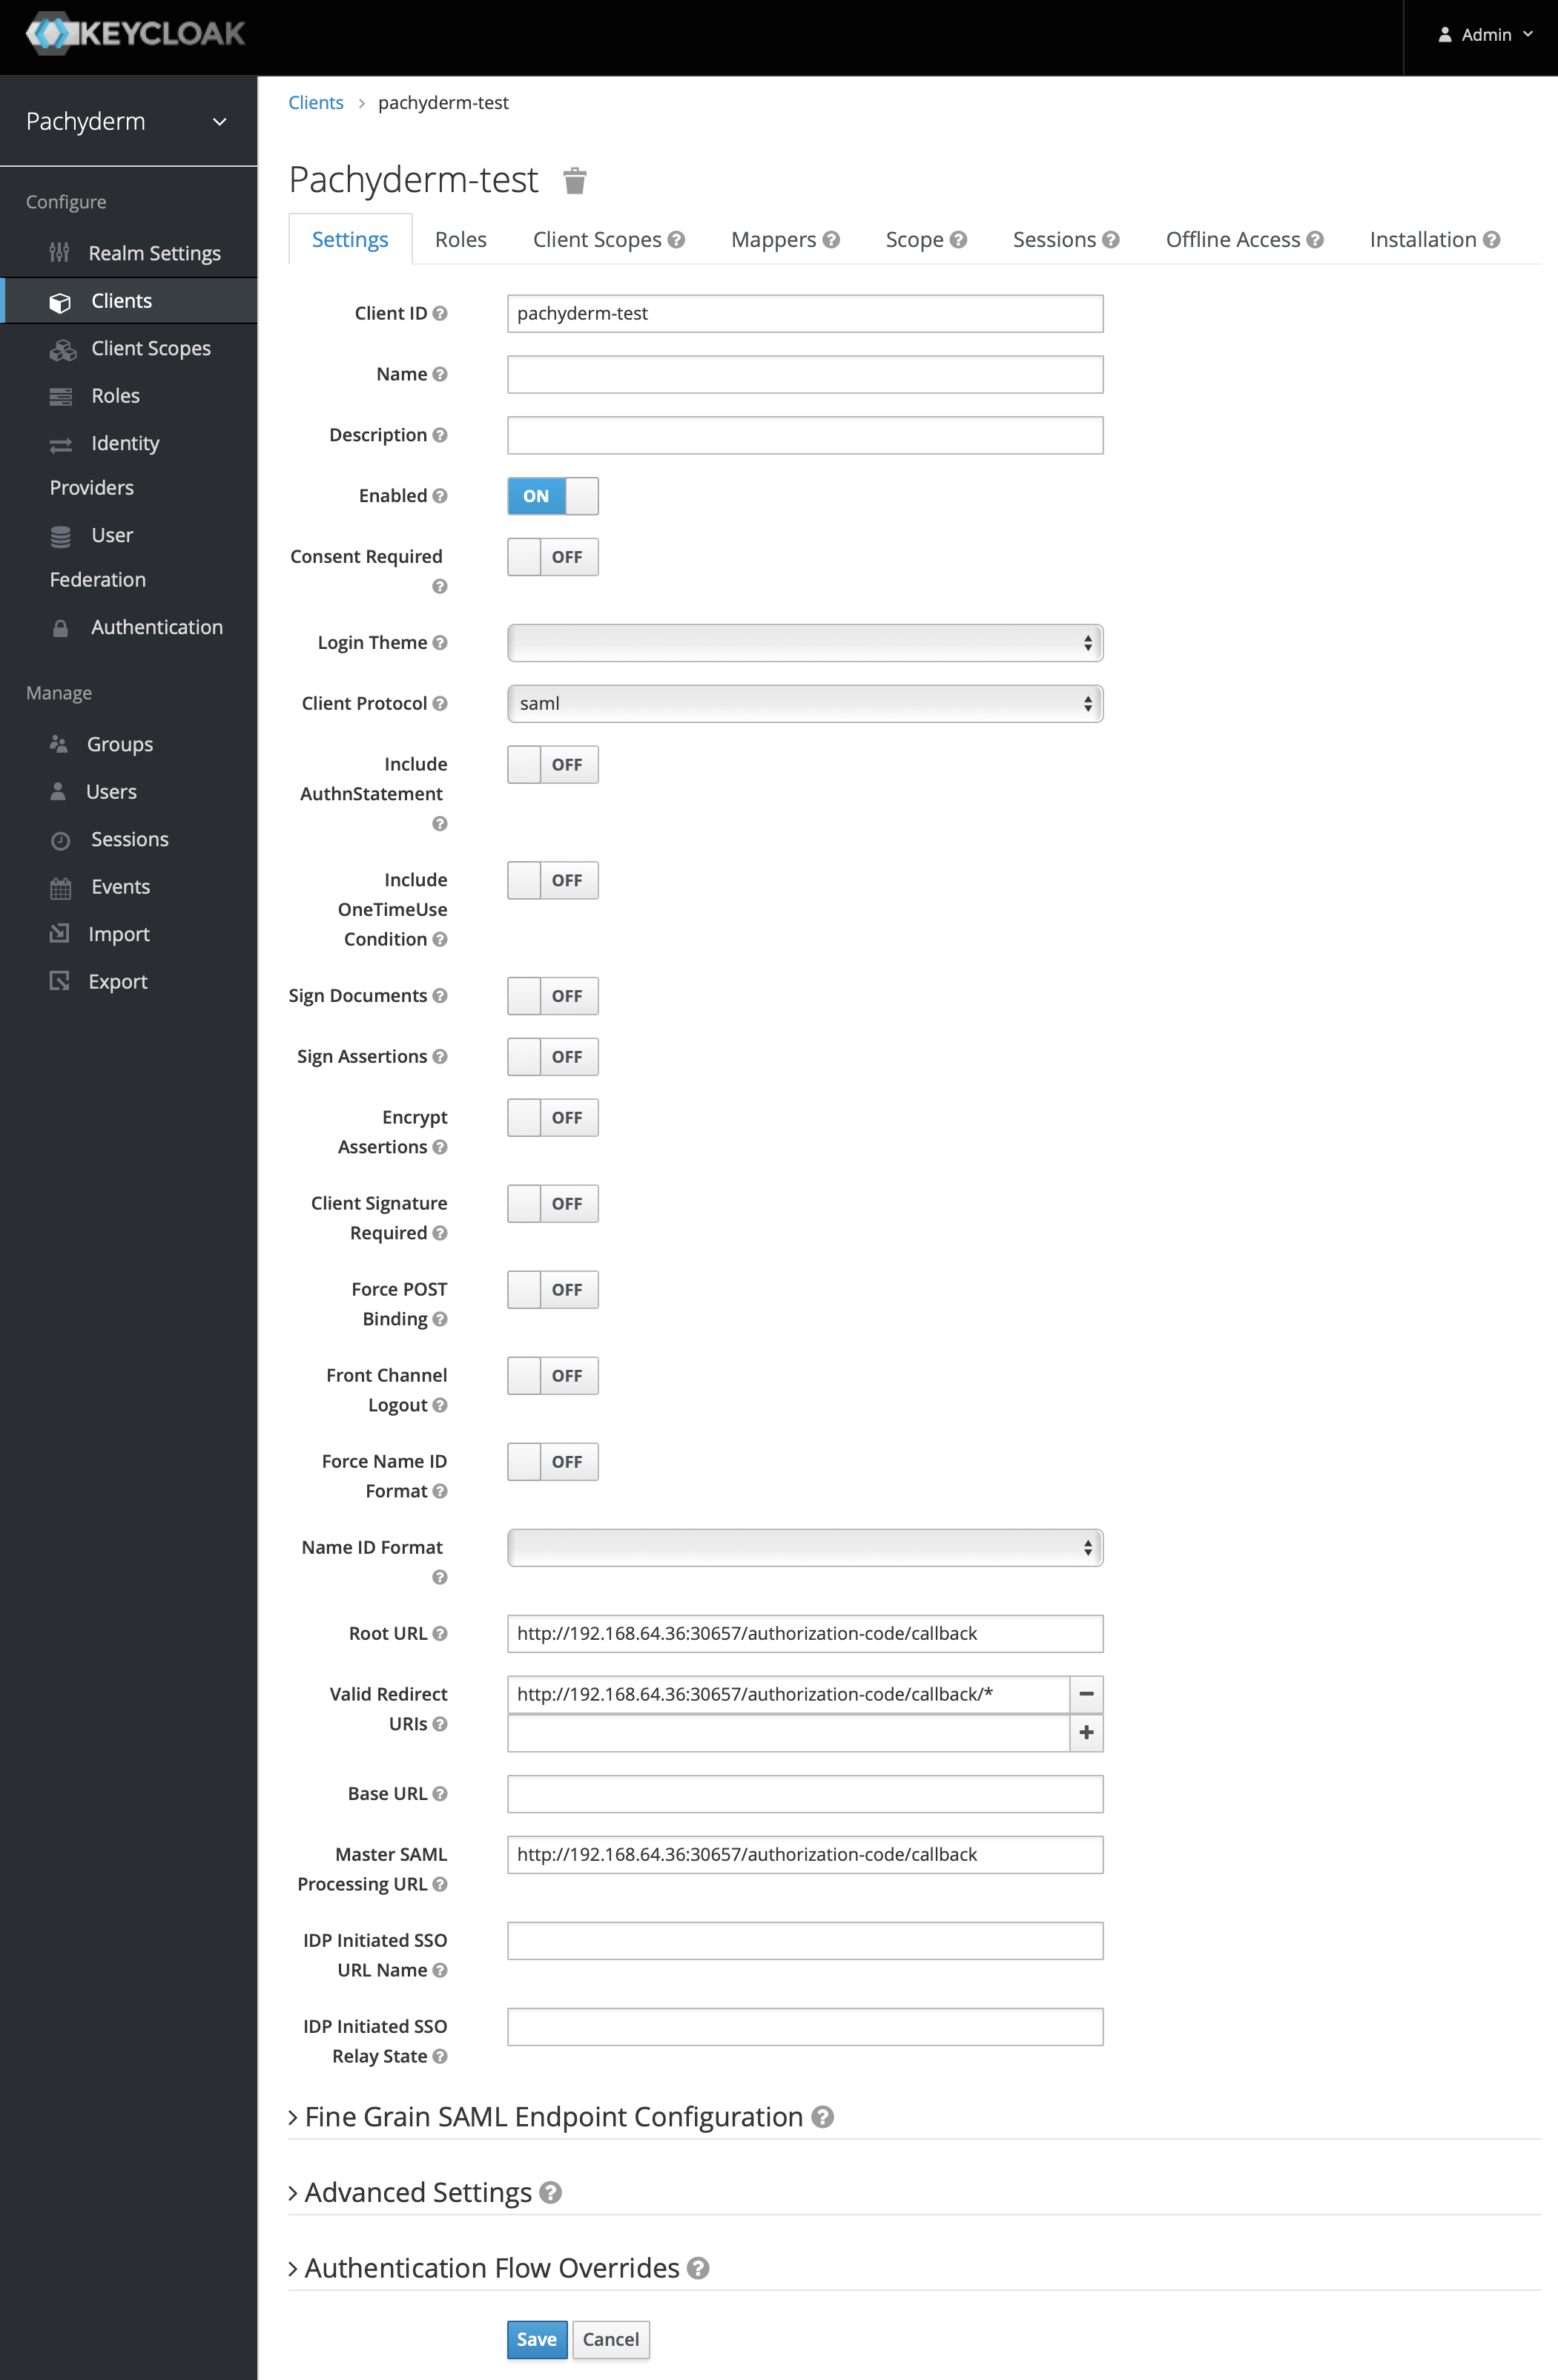 KEYCLOAK
Admin
Pachyderm
Configure
Realm Settings
Clients
Client Scopes
Roles
Identity
Providers
User
Federation
Authentication
Manage
Groups
Users
Sessions
Events
Import
Export
Clients > pachyderm-test
Pachyderm-test
Settings Roles Client Scopes Mappers Scope Sessions Offline Access Installation
Client ID pachyderm-test
Name
Description
Enabled ON
Consent Required OFF
Login Theme
Client Protocol saml
Include OFF
AuthnStatement
Include OFF
OneTimeUse
Condition
Sign Documents OFF
Sign Assertions OFF
Encrypt OFF
Assertions
Client Signature OFF
Required
Force POST OFF
Binding
Front Channel OFF
Logout
Force Name ID OFF
Format
Name ID Format
Root URL http://192.168.64.36:30657/authorization-code/callback
Valid Redirect http://192.168.64.36:30657/authorization-code/callback/*
URIs
Base URL
Master SAML http://192.168.64.36:30657/authorization-code/callback
Processing URL
IDP Initiated SSO
URL Name
IDP Initiated SSO
Relay State
Fine Grain SAML Endpoint Configuration
Advanced Settings
Authentication Flow Overrides
Save Cancel